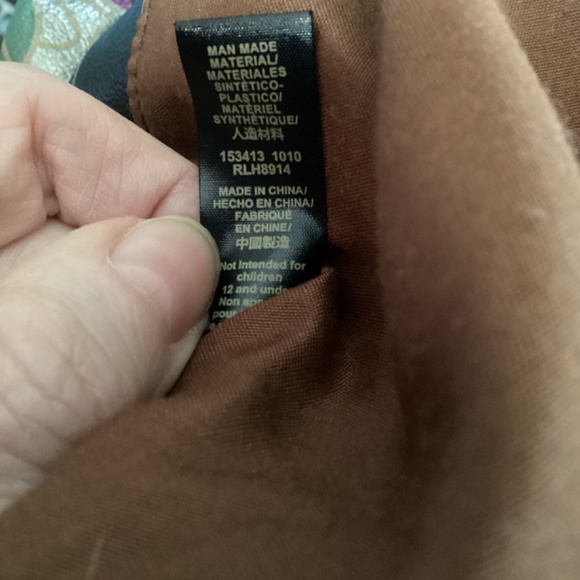 MAN MADE
MATERIAL/
MATERIALES
SINTÉTICO-
PLASTICO/
MATÉRIEL
SYNTHÉTIQUE/
人造材料
153413 1010
RLH8914
MADE IN CHINA/
HECHO EN CHINA/
FABRIQUÉ
EN CHINE/
中國製造
Not Intended for
children
12 and
Non